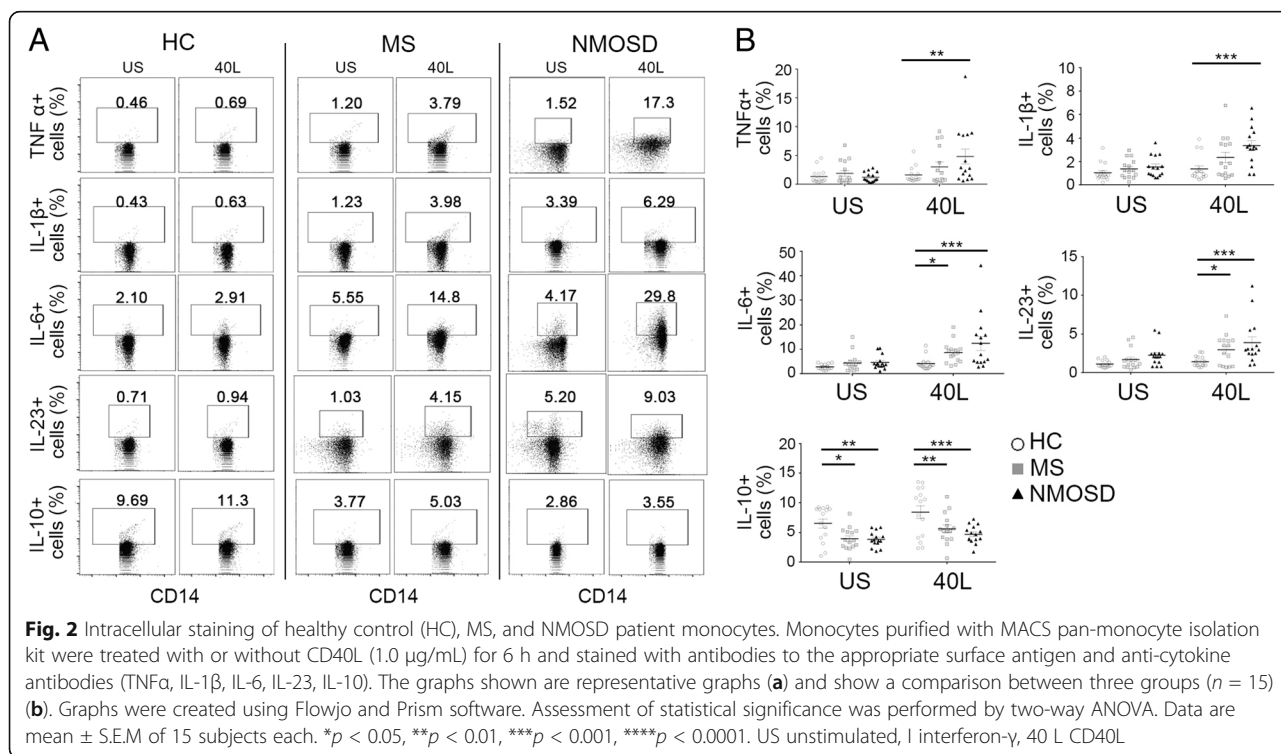 A
HC MS NMOSD
US 40L US 40L US 40L
TNF α+ cells (%) 0.46 0.69 1.20 3.79 1.52 17.3
IL-1β+ cells (%) 0.43 0.63 1.23 3.98 3.39 6.29
IL-6+ cells (%) 2.10 2.91 5.55 14.8 4.17 29.8
IL-23+ cells (%) 0.71 0.94 1.03 4.15 5.20 9.03
IL-10+ cells (%) 9.69 11.3 3.77 5.03 2.86 3.55
CD14 CD14 CD14
B
TNFα+ cells (%)
20
15
10
5
0
**
US 40L
IL-1β+ cells (%)
10
8
6
4
2
0
***
US 40L
IL-6+ cells (%)
50
40
30
20
10
0
***
*
US 40L
IL-23+ cells (%)
15
10
5
0
***
*
US 40L
IL-10+ cells (%)
20
15
10
5
0
** ***
* **
US 40L
HC
MS
NMOSD
Fig. 2 Intracellular staining of healthy control (HC), MS, and NMOSD patient monocytes. Monocytes purified with MACS pan-monocyte isolation
kit were treated with or without CD40L (1.0 μg/mL) for 6 h and stained with antibodies to the appropriate surface antigen and anti-cytokine
antibodies (TNFα, IL-1β, IL-6, IL-23, IL-10). The graphs shown are representative graphs (a) and show a comparison between three groups (n = 15)
(b). Graphs were created using Flowjo and Prism software. Assessment of statistical significance was performed by two-way ANOVA. Data are
mean ± S.E.M of 15 subjects each. *p < 0.05, **p < 0.01, ***p < 0.001, ****p < 0.0001. US unstimulated, I interferon-γ, 40 L CD40L